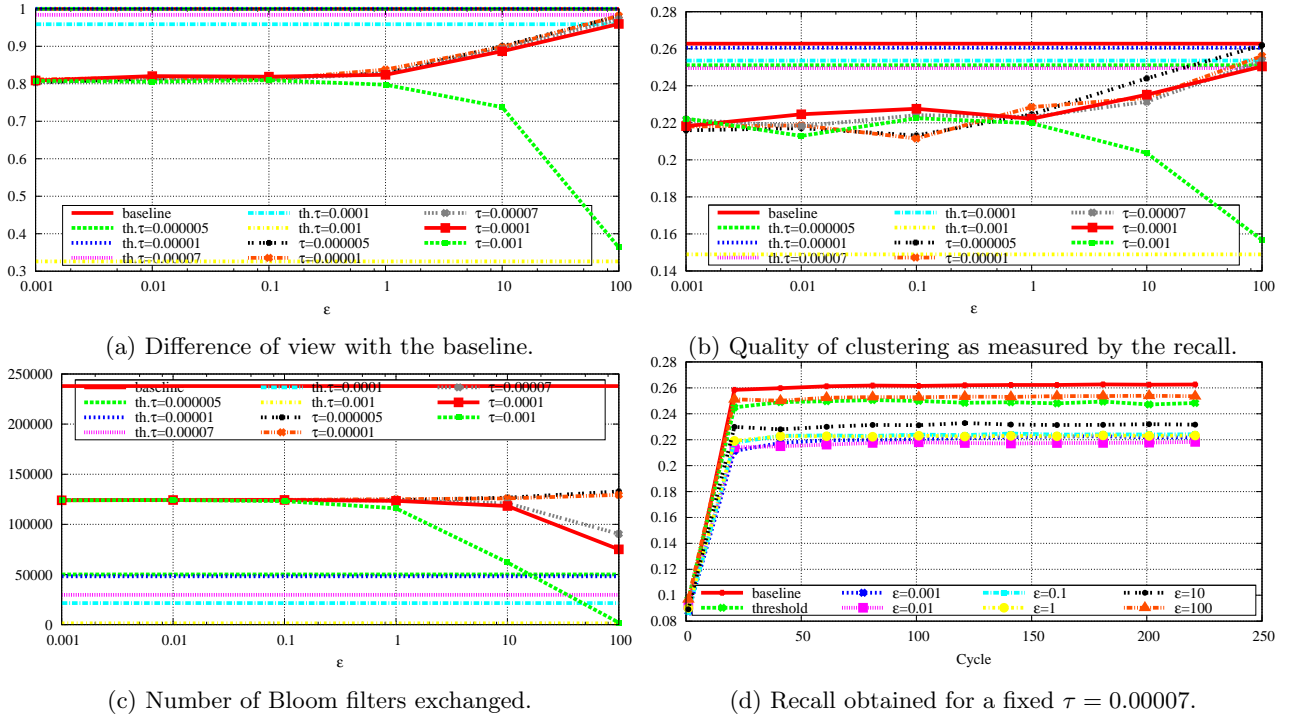 1
0.9
0.8
0.7
0.6
0.5
0.4
0.3
0.001 0.01 0.1 1 10 100
ε
baseline th.τ=0.0001 τ=0.00007
th.τ=0.000005 th.τ=0.001 τ=0.0001
th.τ=0.00001 τ=0.000005 τ=0.001
th.τ=0.00007 τ=0.00001
(a) Difference of view with the baseline.
0.28
0.26
0.24
0.22
0.2
0.18
0.16
0.14
0.001 0.01 0.1 1 10 100
ε
baseline th.τ=0.0001 τ=0.00007
th.τ=0.000005 th.τ=0.001 τ=0.0001
th.τ=0.00001 τ=0.000005 τ=0.001
th.τ=0.00007 τ=0.00001
(b) Quality of clustering as measured by the recall.
250000
200000
150000
100000
50000
0
0.001 0.01 0.1 1 10 100
ε
baseline th.τ=0.0001 τ=0.00007
th.τ=0.000005 th.τ=0.001 τ=0.0001
th.τ=0.00001 τ=0.000005 τ=0.001
th.τ=0.00007 τ=0.00001
(c) Number of Bloom filters exchanged.
0.28
0.26
0.24
0.22
0.2
0.18
0.16
0.14
0.12
0.1
0.08
0 50 100 150 200 250
Cycle
baseline ε=0.001 ε=0.1 ε=10
threshold ε=0.01 ε=1 ε=100
(d) Recall obtained for a fixed τ = 0.00007.